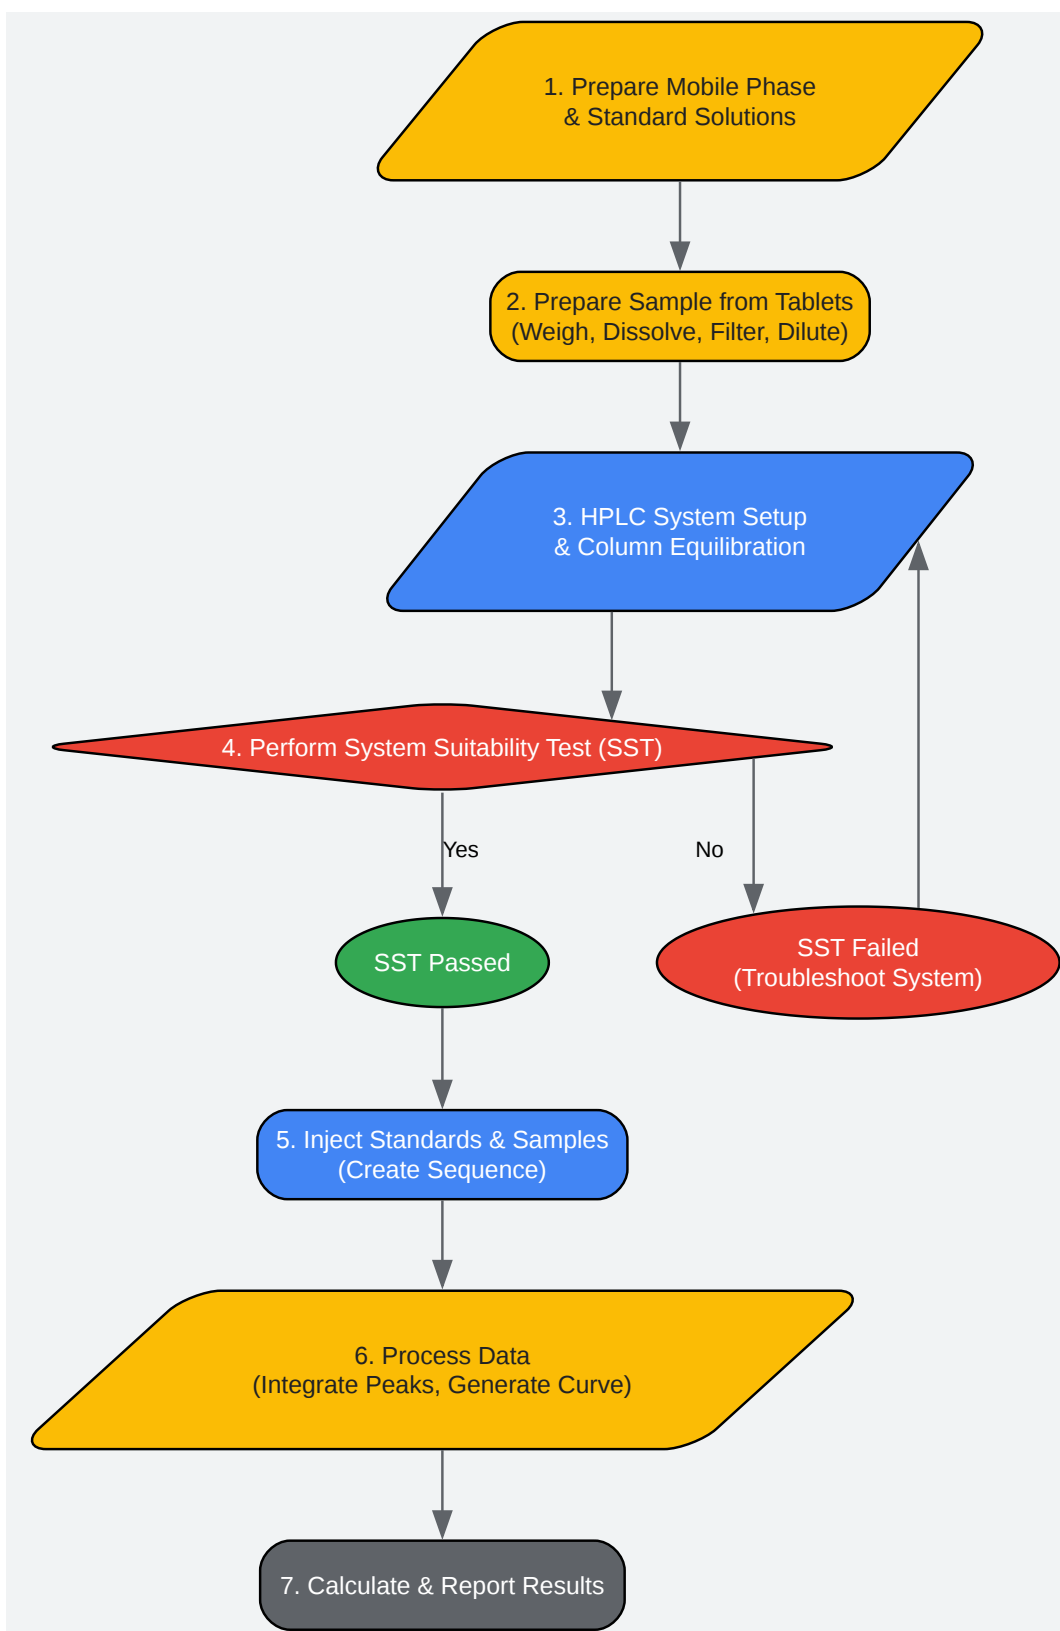 1. Prepare Mobile Phase
& Standard Solutions
2. Prepare Sample from Tablets
(Weigh, Dissolve, Filter, Dilute)
3. HPLC System Setup
& Column Equilibration
4. Perform System Suitability Test (SST)
Yes
No
SST Passed
SST Failed
(Troubleshoot System)
5. Inject Standards & Samples
(Create Sequence)
6. Process Data
(Integrate Peaks, Generate Curve)
7. Calculate & Report Results